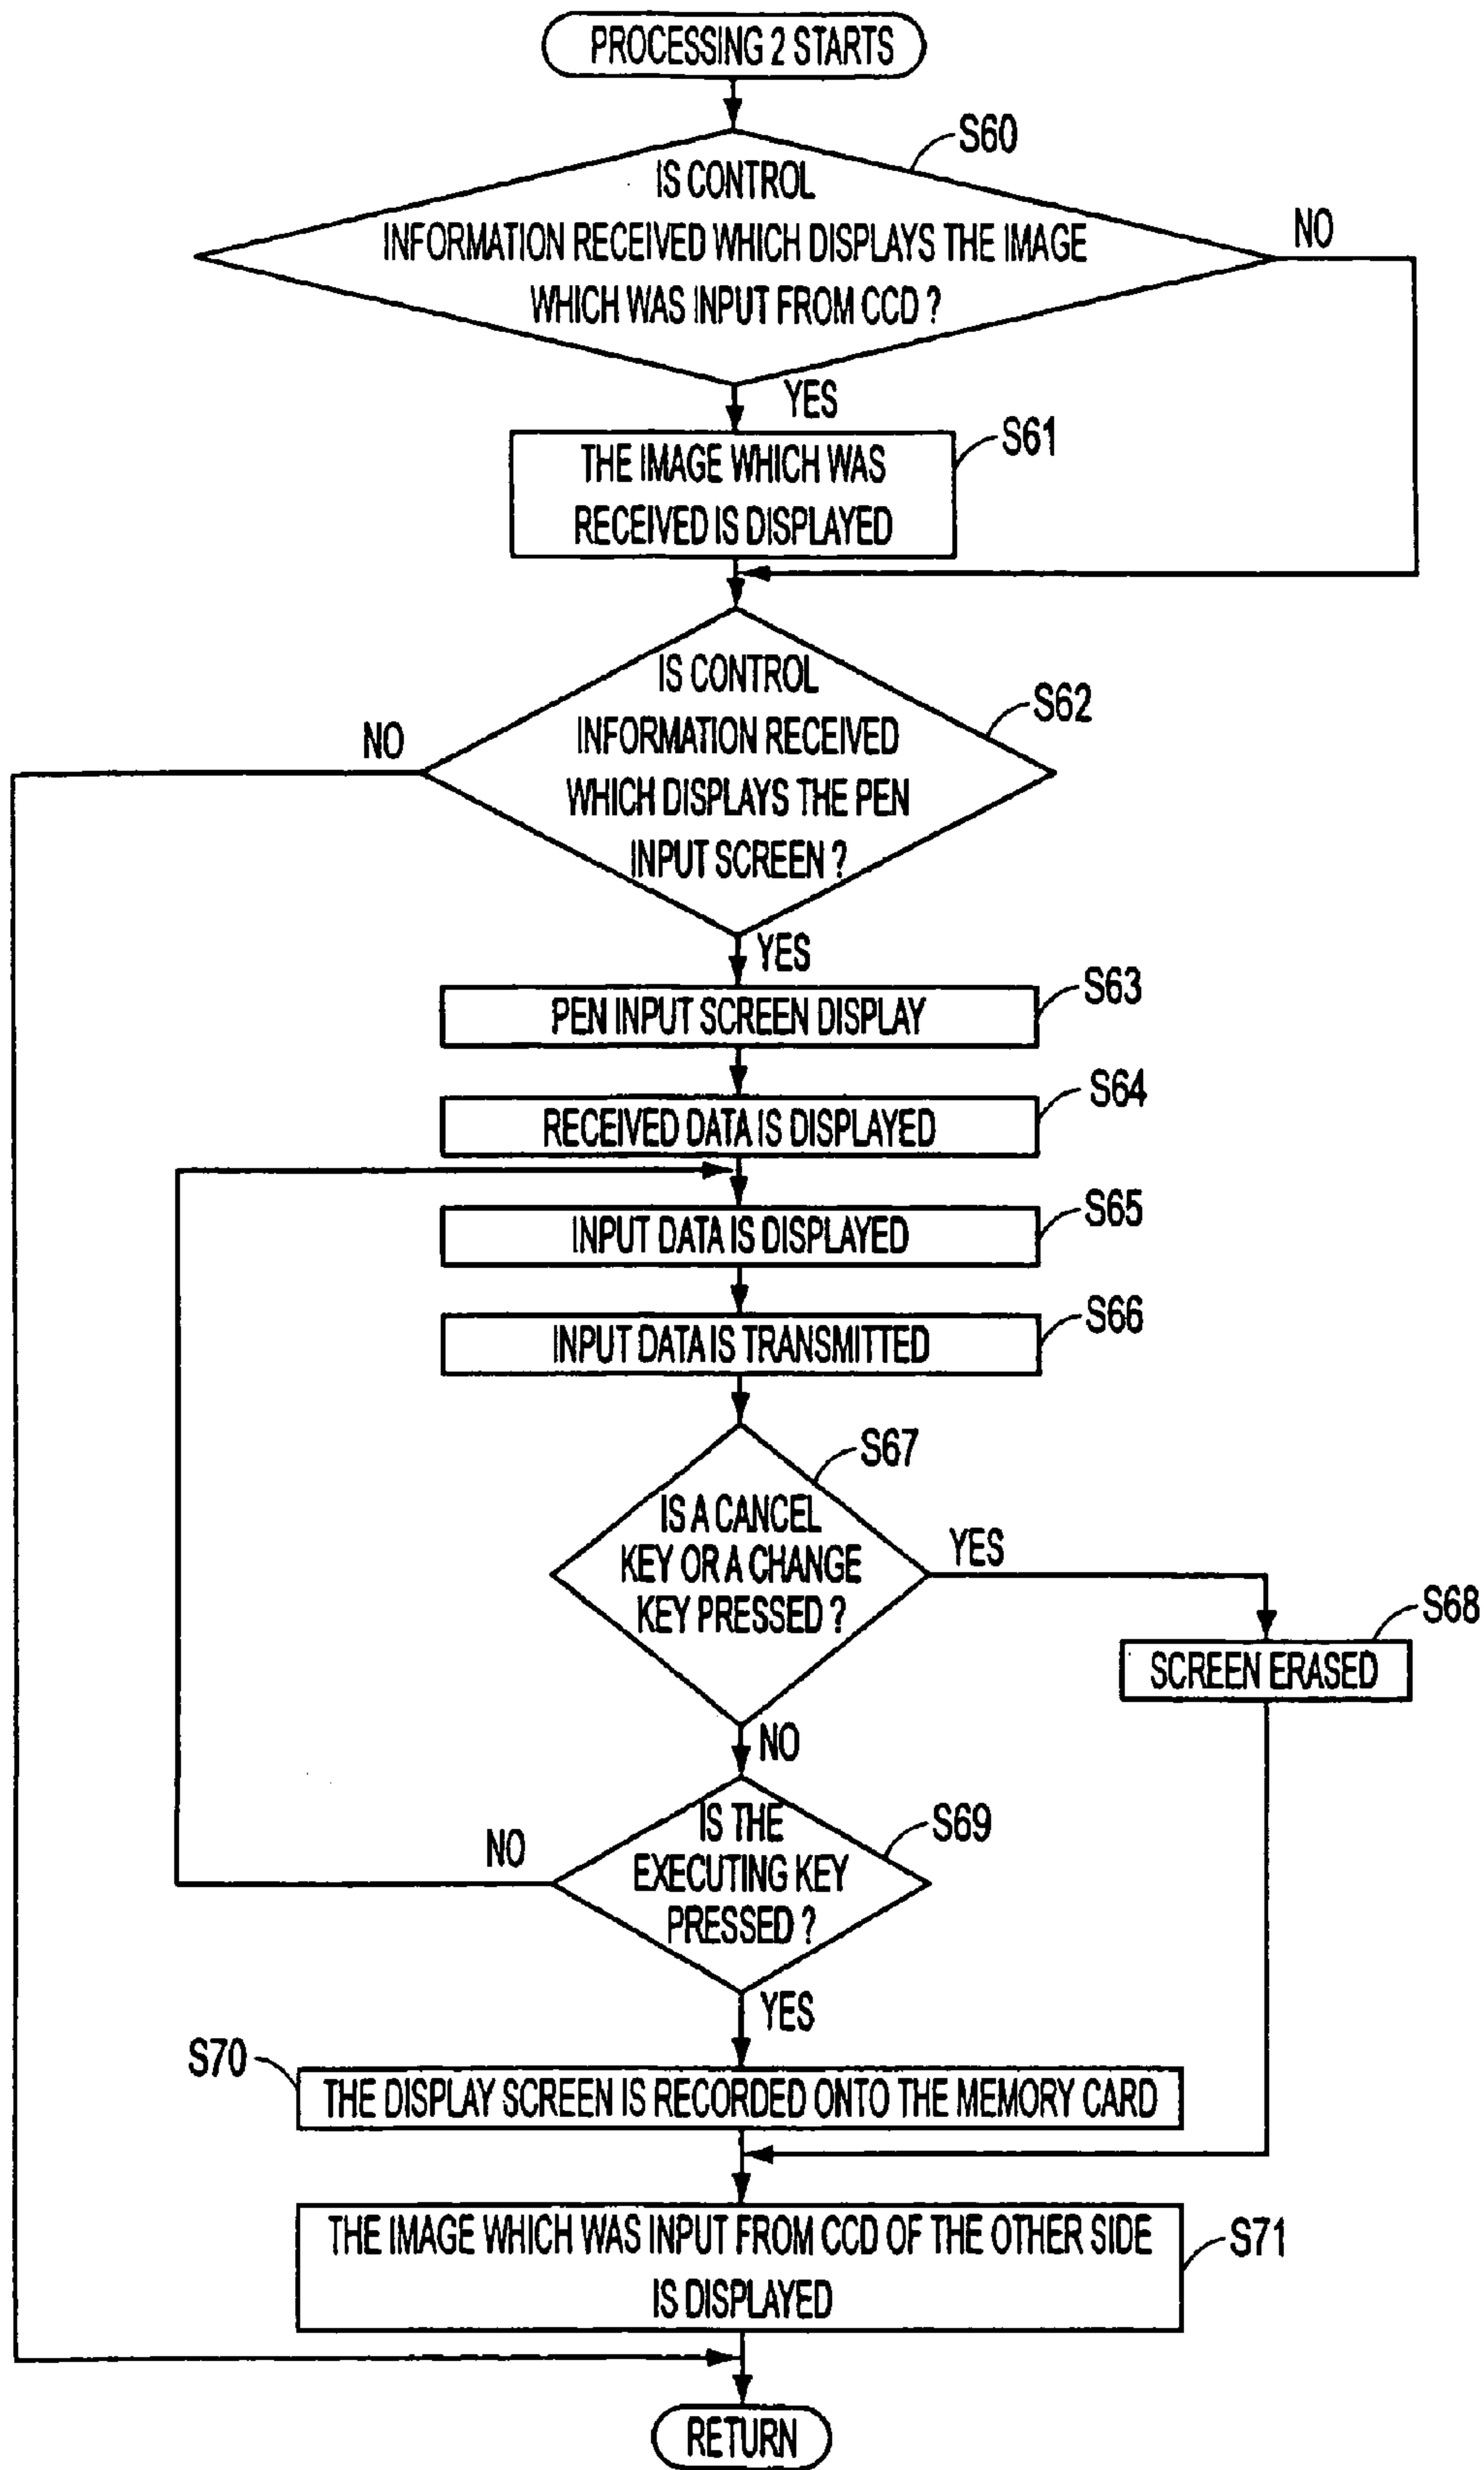 PROCESSING 2 STARTS
S60
IS CONTROL
INFORMATION RECEIVED WHICH DISPLAYS THE IMAGE
WHICH WAS INPUT FROM CCD ?
NO
YES
S61
THE IMAGE WHICH WAS
RECEIVED IS DISPLAYED
IS CONTROL
INFORMATION RECEIVED
WHICH DISPLAYS THE PEN
INPUT SCREEN ?
S62
NO
YES
S63
PEN INPUT SCREEN DISPLAY
S64
RECEIVED DATA IS DISPLAYED
S65
INPUT DATA IS DISPLAYED
S66
INPUT DATA IS TRANSMITTED
S67
IS A CANCEL
KEY OR A CHANGE
KEY PRESSED ?
YES
S68
SCREEN ERASED
NO
IS THE
EXECUTING KEY
PRESSED ?
S69
NO
YES
S70
THE DISPLAY SCREEN IS RECORDED ONTO THE MEMORY CARD
THE IMAGE WHICH WAS INPUT FROM CCD OF THE OTHER SIDE
IS DISPLAYED
S71
RETURN